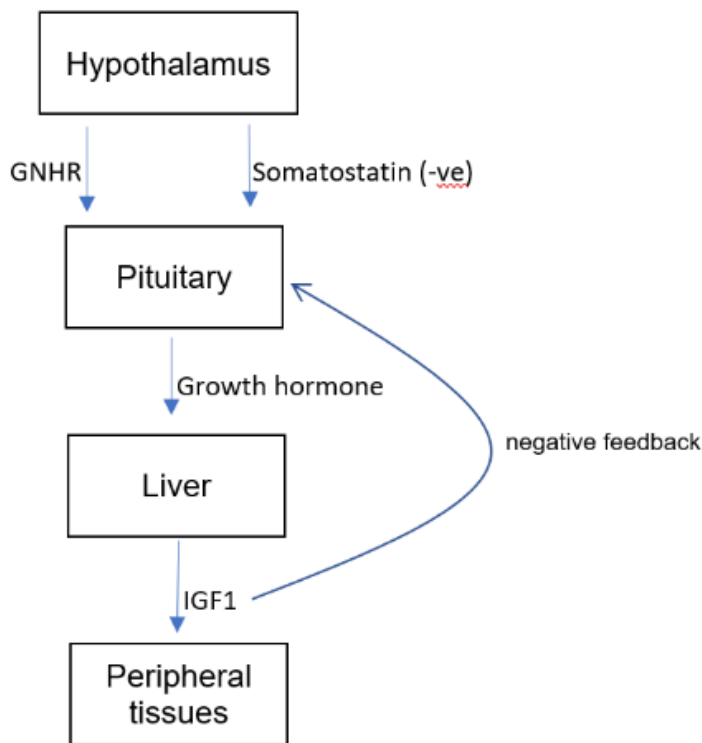 Hypothalamus
GNHR
Somatostatin (-ve)
Pituitary
Growth hormone
negative feedback
Liver
IGF1
Peripheral
tissues